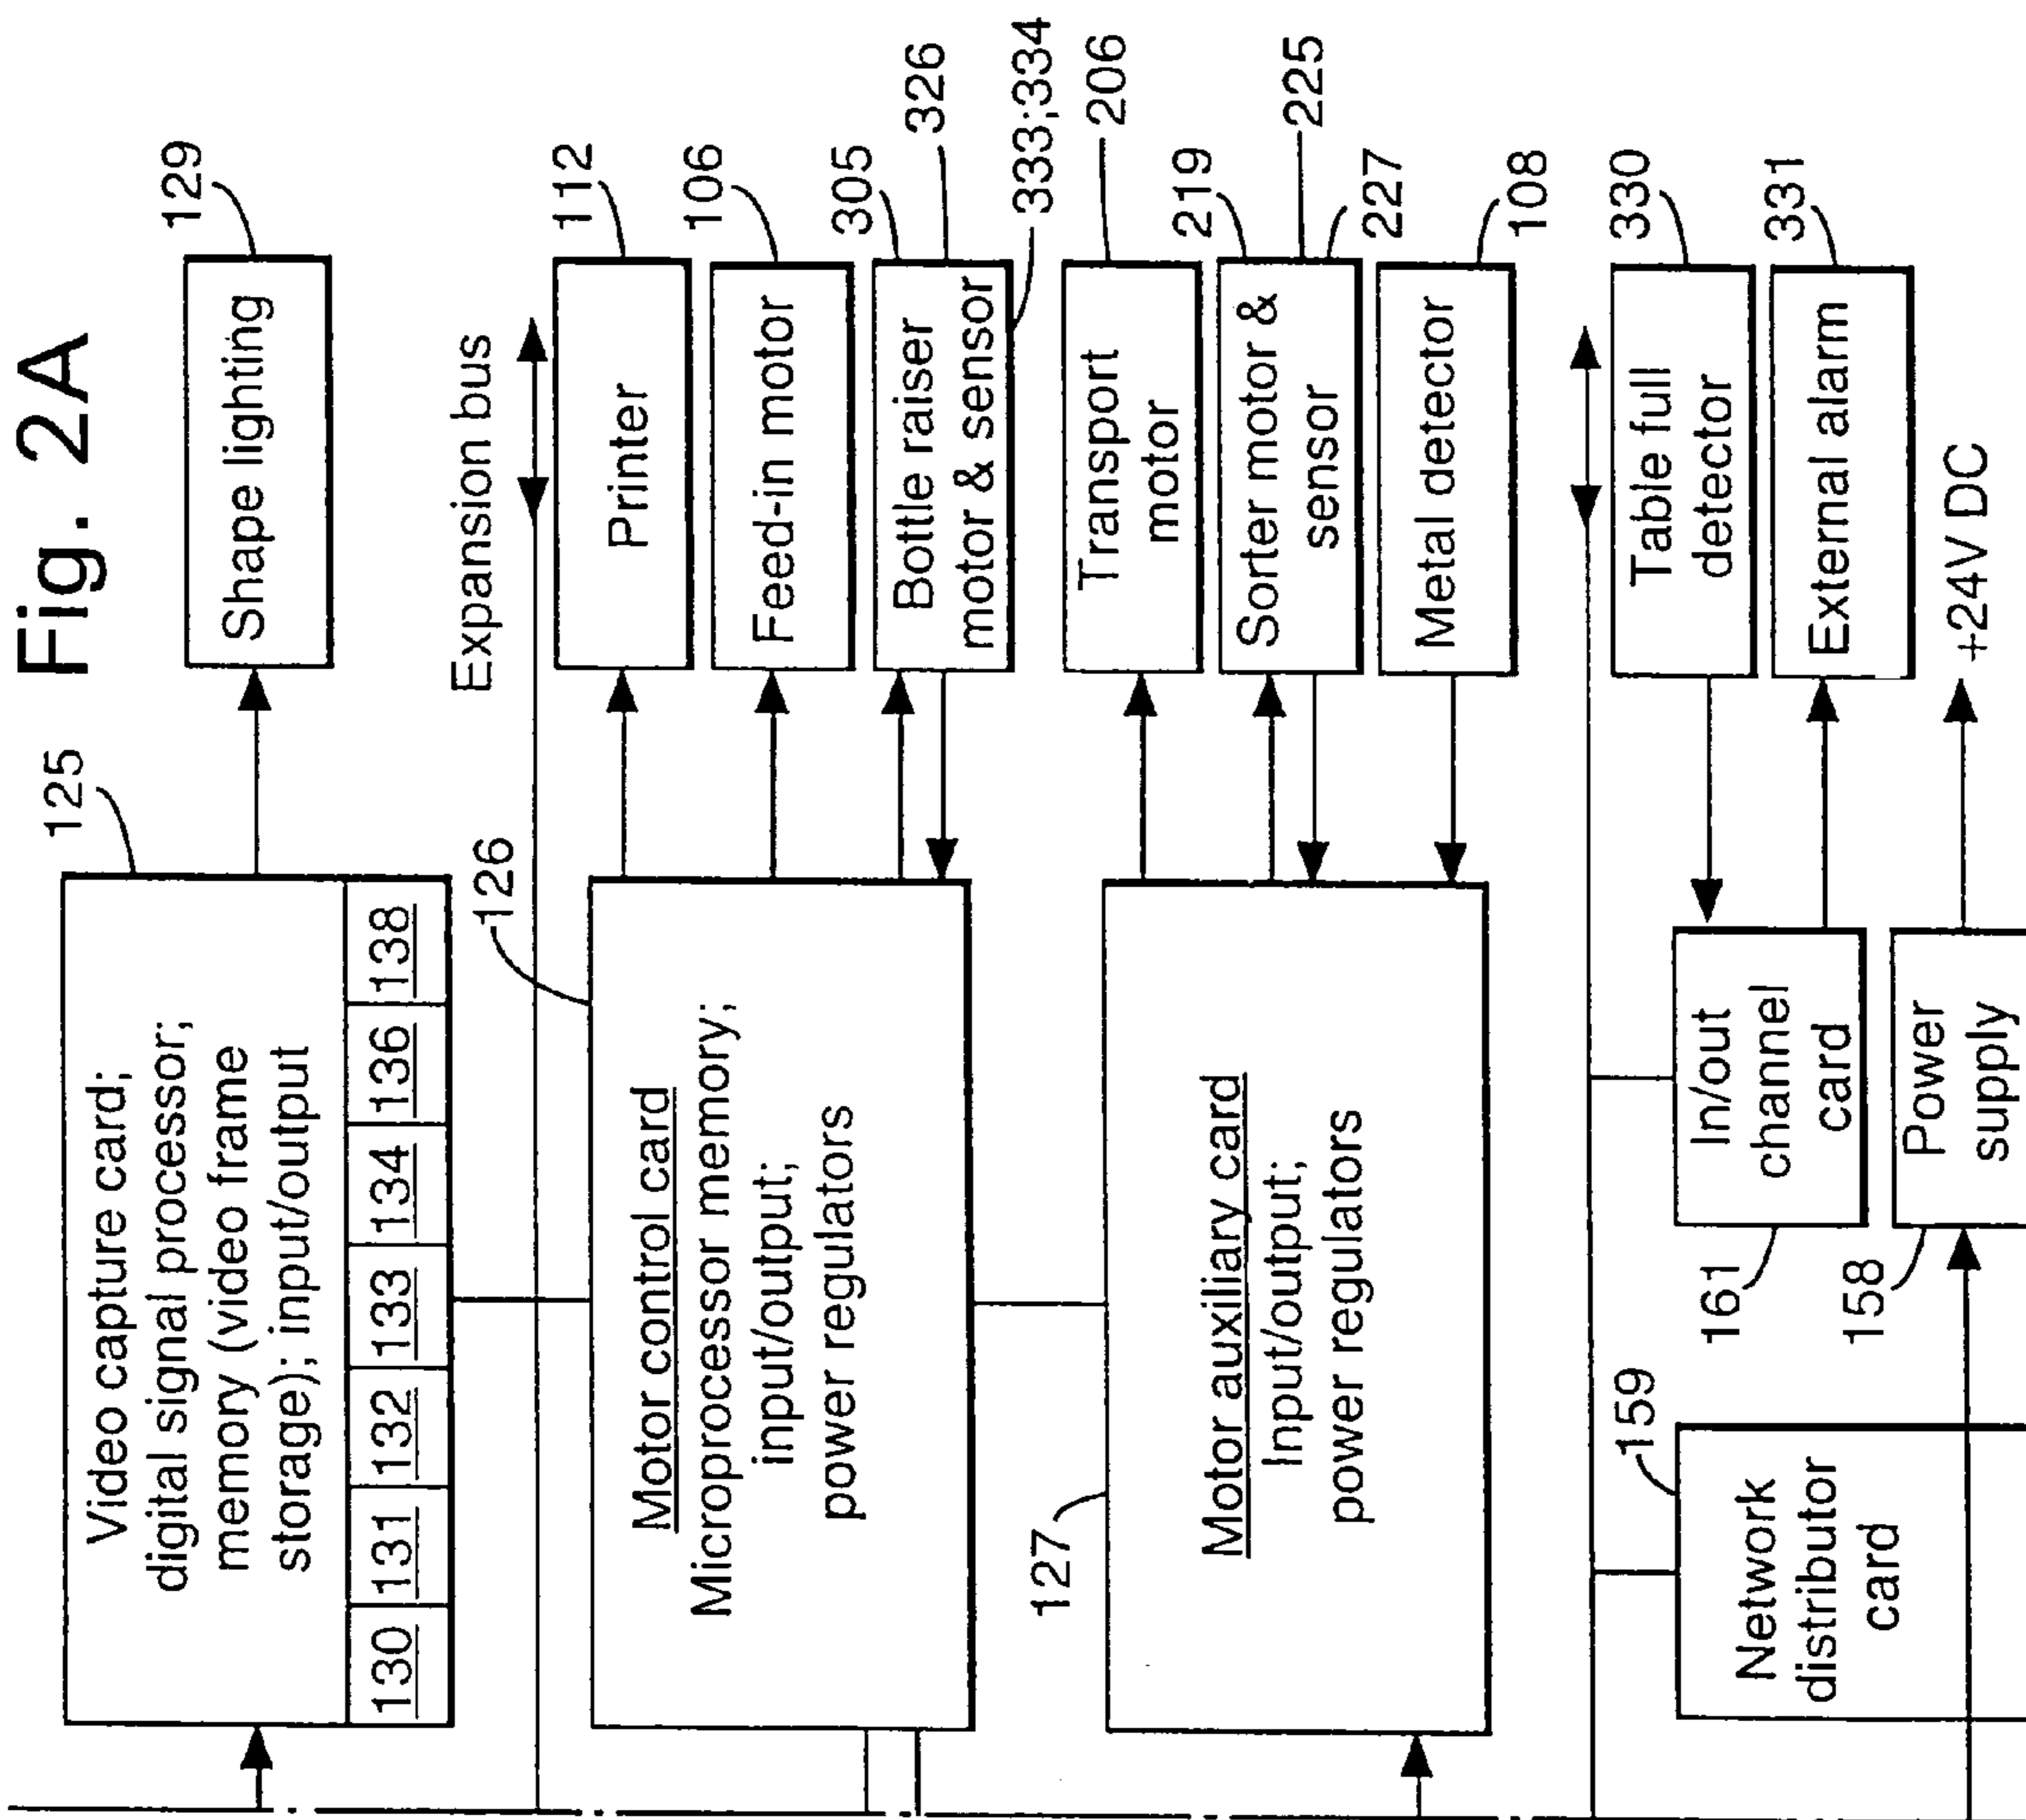 Fig. 2A
125
129
Video capture card;
digital signal processor;
memory (video frame
storage); input/output
130 131 132 133 134 136 138
Shape lighting
Expansion bus
126
Motor control card
Microprocessor memory;
input/output;
power regulators
Printer
112
Feed-in motor
106
Bottle raiser
motor & sensor
305
326
333;334
127
Motor auxiliary card
Input/output;
power regulators
Transport
motor
206
Sorter motor &
sensor
219
225
227
Metal detector
108
159
Network
distributor
card
161
In/out
channel
card
Table full
detector
330
External alarm
331
158
Power
supply
+24V DC